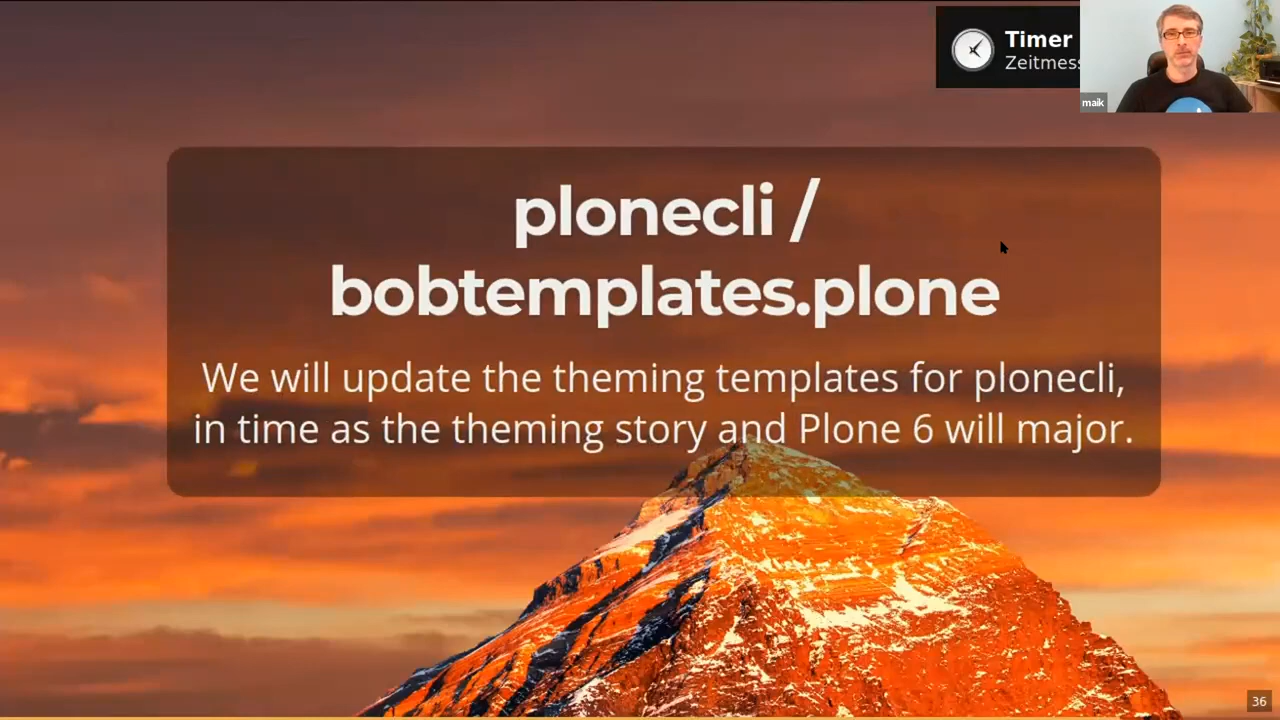 Timer
Zeitmess
maik
plonecli /
bobtemplates.plone
We will update the theming templates for plonecli,
in time as the theming story and Plone 6 will major.
36